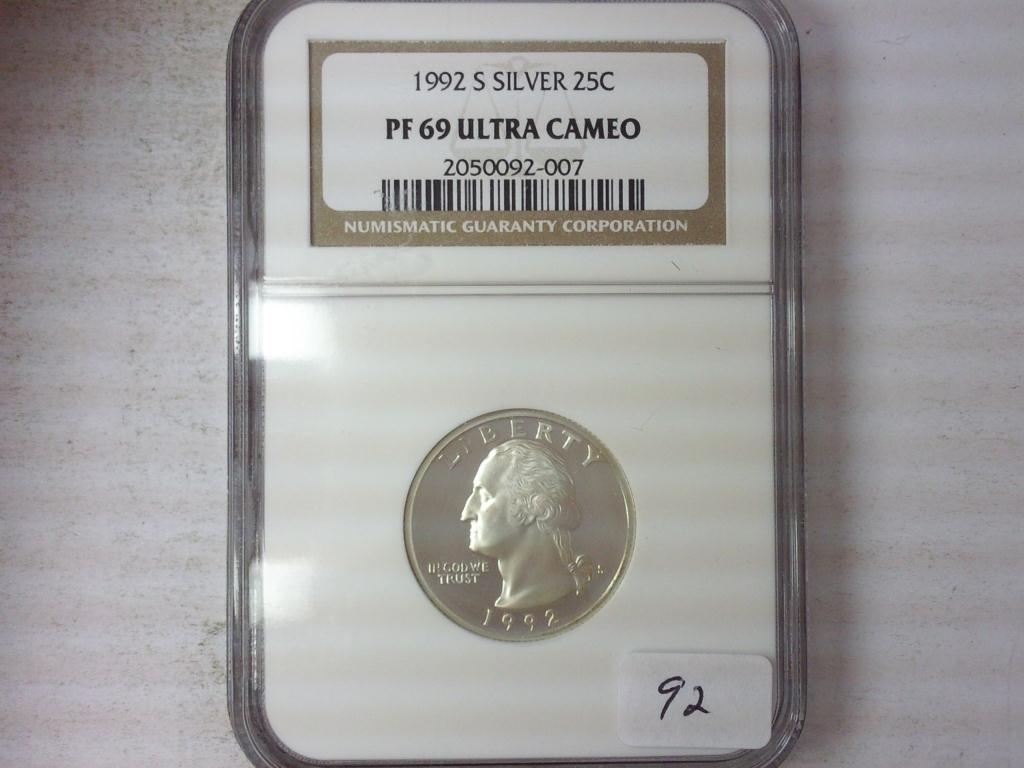 1992 S SILVER 25C
PF 69 ULTRA CAMEO
2050092-007
NUMISMATIC GUARANTY CORPORATION
LIBERTY
IN GOD WE
TRUST
S
1992
92